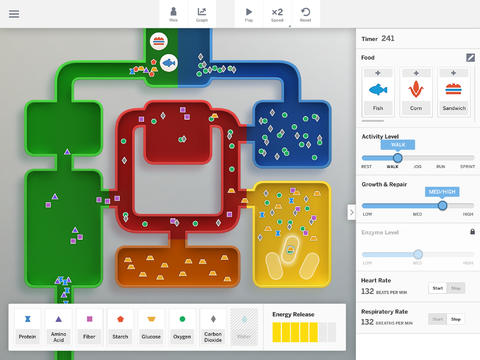 Men
Graph
Play
×2
Speed
Reset
Timer 241
Food
Fish
Corn
Sandwich
Activity Level
WALK
REST WALK JOG RUN SPRINT
Growth & Repair
MED/HIGH
LOW MED HIGH
Enzyme Level
LOW MED HIGH
Heart Rate
132 BEATS PER MIN
Start Stop
Respiratory Rate
132 BREATHS PER MIN
Start Stop
Protein
Amino Acid
Fiber
Starch
Glucose
Oxygen
Carbon Dioxide
Water
Energy Release